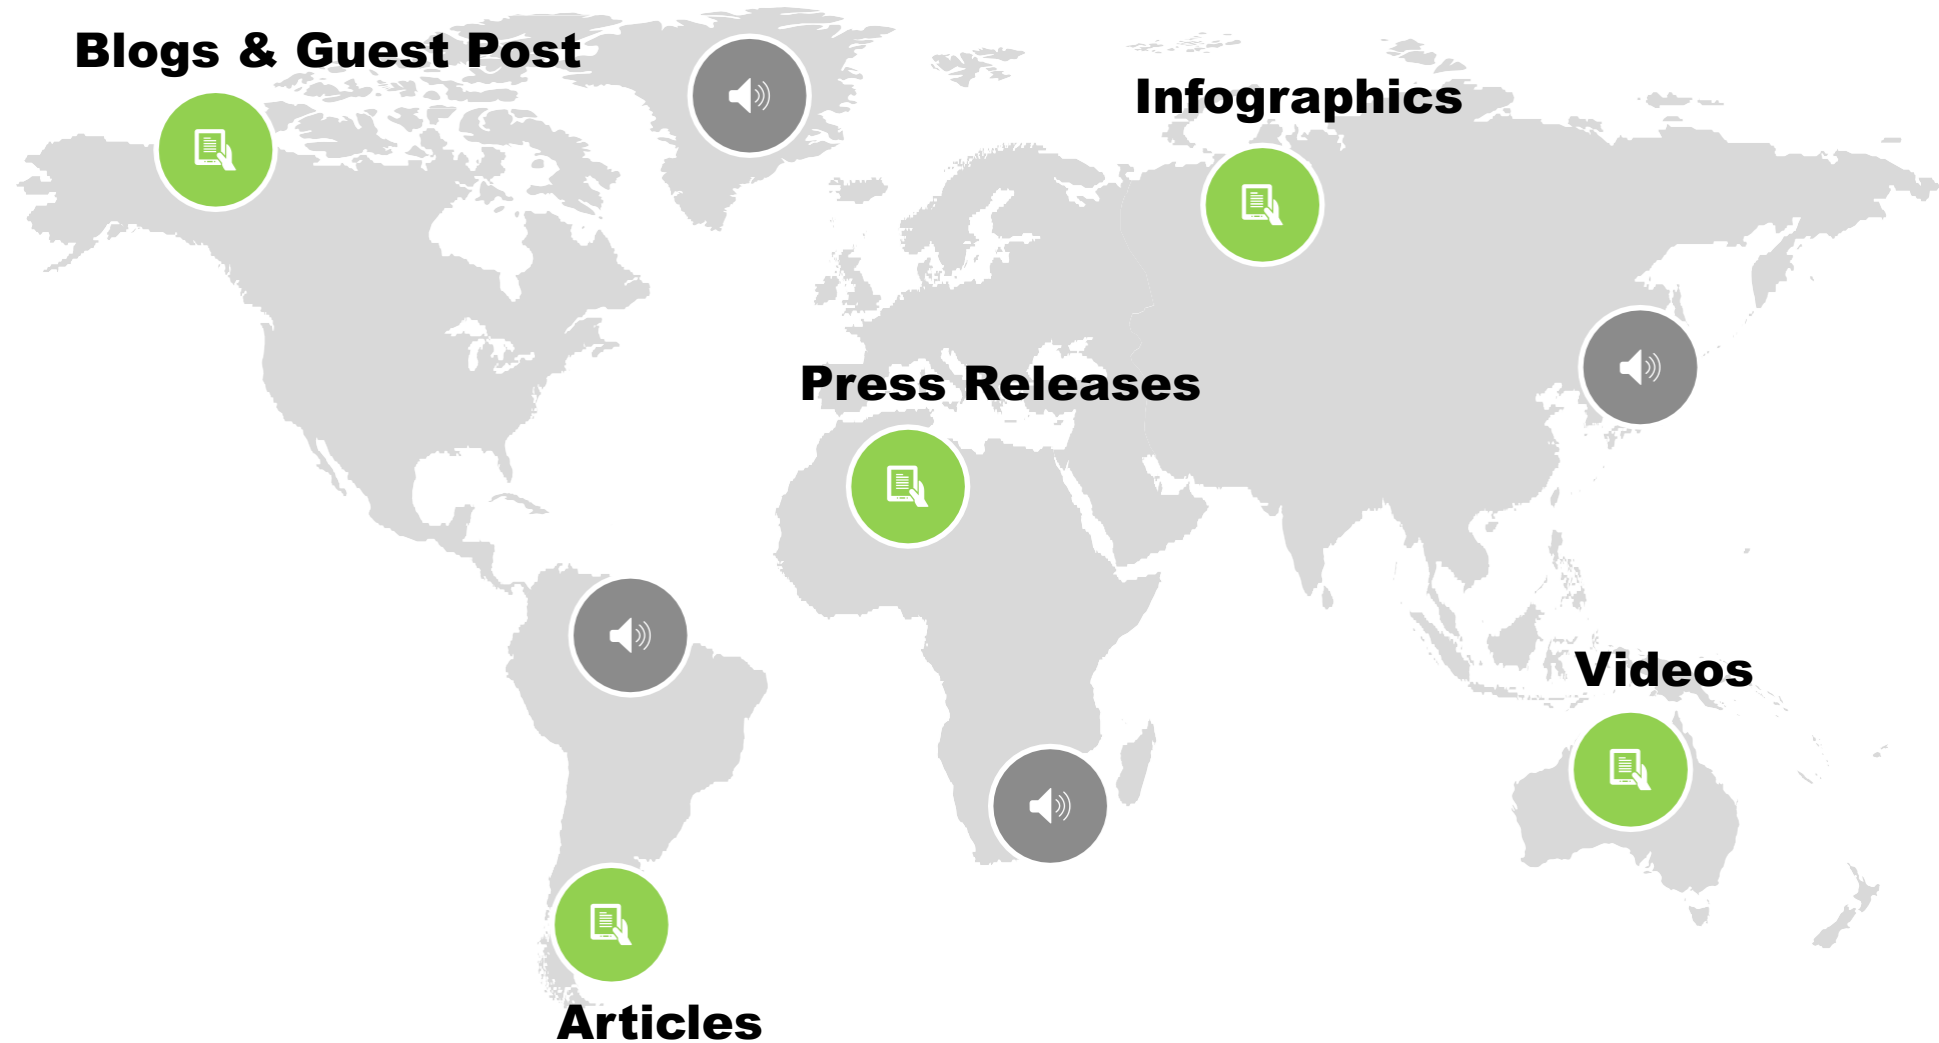 Blogs & Guest Post
Infographics
Press Releases
Videos
Articles